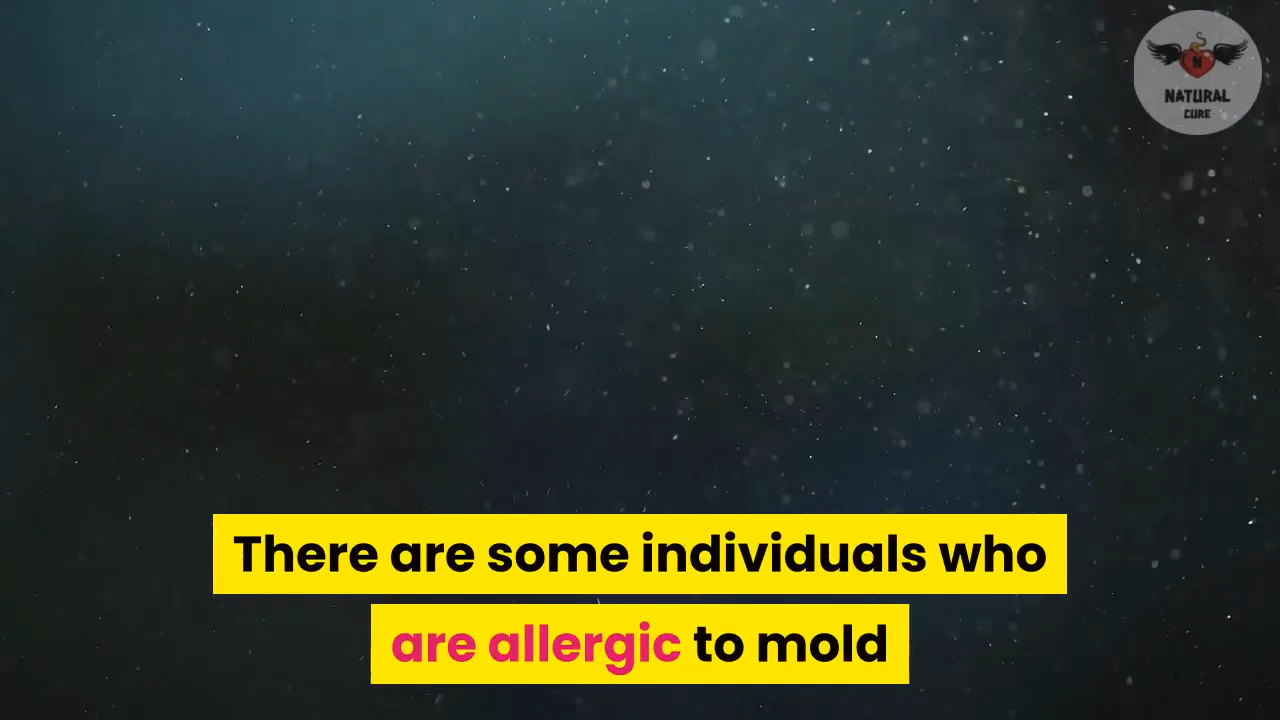 N
NATURAL
CURE
There are some individuals who
are allergic to mold